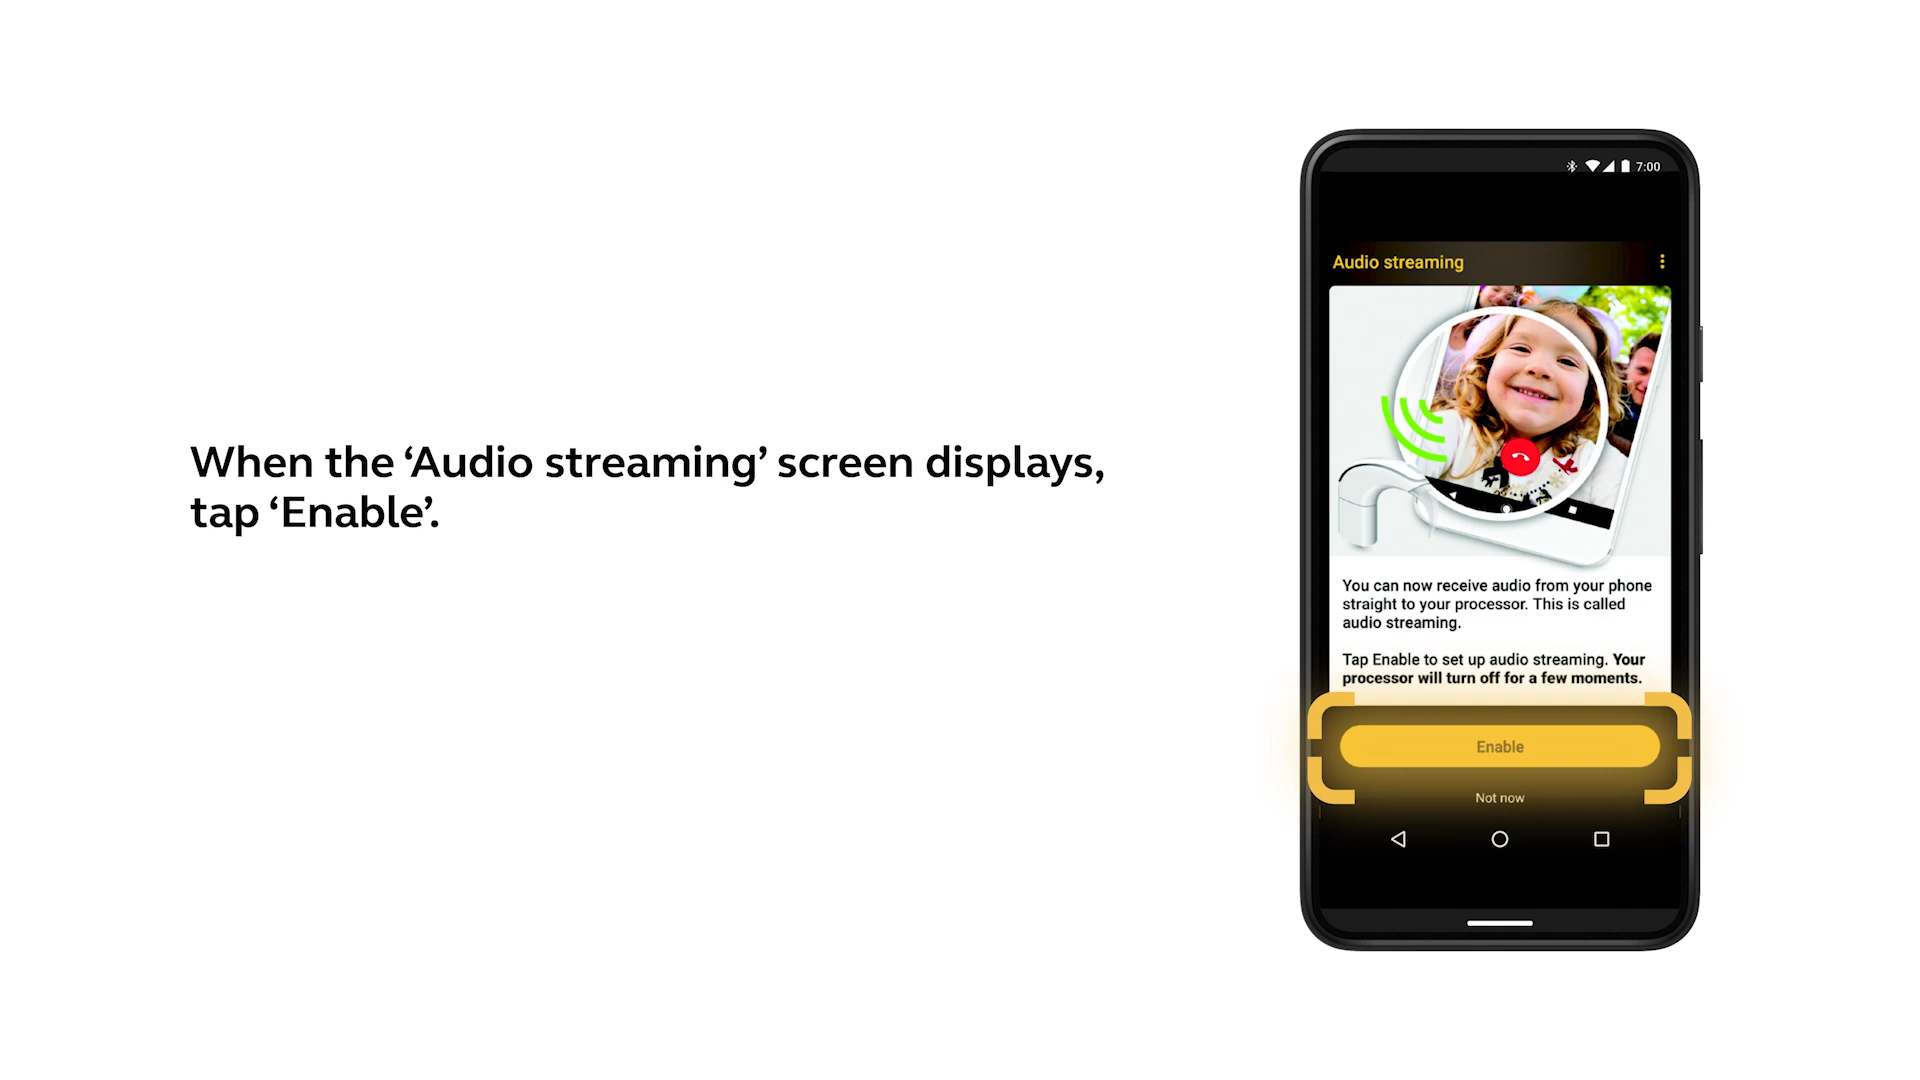 When the ‘Audio streaming’ screen displays,
tap ‘Enable’.
7:00
Audio streaming
You can now receive audio from your phone
straight to your processor. This is called
audio streaming.
Tap Enable to set up audio streaming. Your
processor will turn off for a few moments.
Enable
Not now